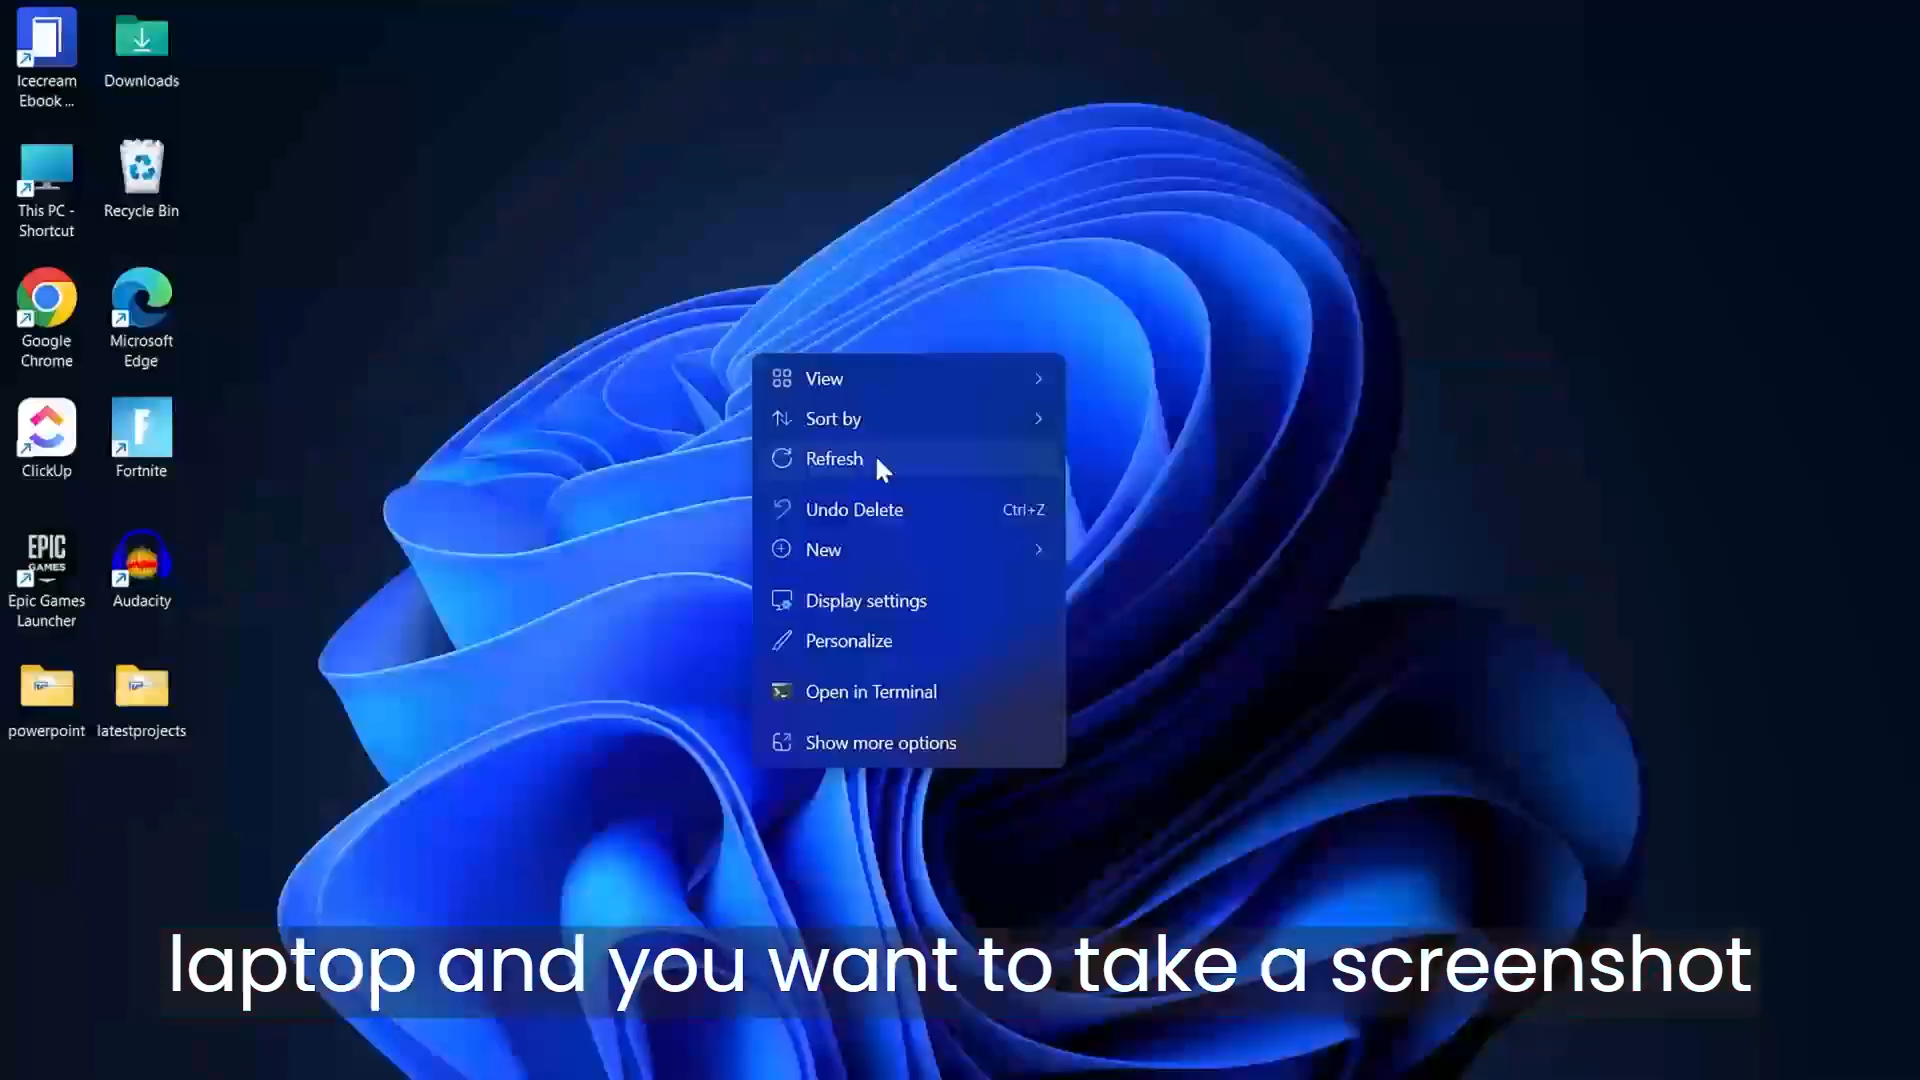 Icecream
Ebook ...
Downloads
This PC -
Shortcut
Recycle Bin
Google
Chrome
Microsoft
Edge
ClickUp
F
Fortnite
EPIC
GAMES
Epic Games
Launcher
Audacity
powerpoint
latestprojects
View
Sort by
Refresh
Undo Delete Ctrl+Z
New
Display settings
Personalize
Open in Terminal
Show more options
laptop and you want to take a screenshot